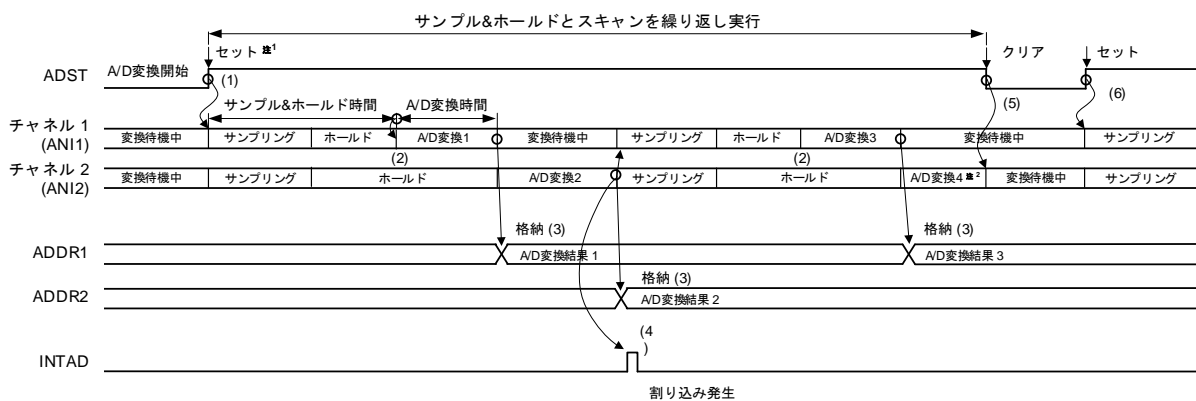 サンプル&ホールドとスキャンを繰り返し実行
セット 注1
クリア
セット
ADST
A/D変換開始
(1)
(5)
(6)
サンプル&ホールド時間
A/D変換時間
チャネル 1
(ANI1)
変換待機中
サンプリング
ホールド
A/D変換1
変換待機中
サンプリング
ホールド
A/D変換3
変換待機中
サンプリング
(2)
(2)
チャネル 2
(ANI2)
変換待機中
サンプリング
ホールド
A/D変換2
サンプリング
ホールド
A/D変換4 注2
変換待機中
サンプリング
格納 (3)
格納 (3)
ADDR1
A/D変換結果 1
A/D変換結果 3
格納 (3)
ADDR2
A/D変換結果 2
(4
)
INTAD
割り込み発生